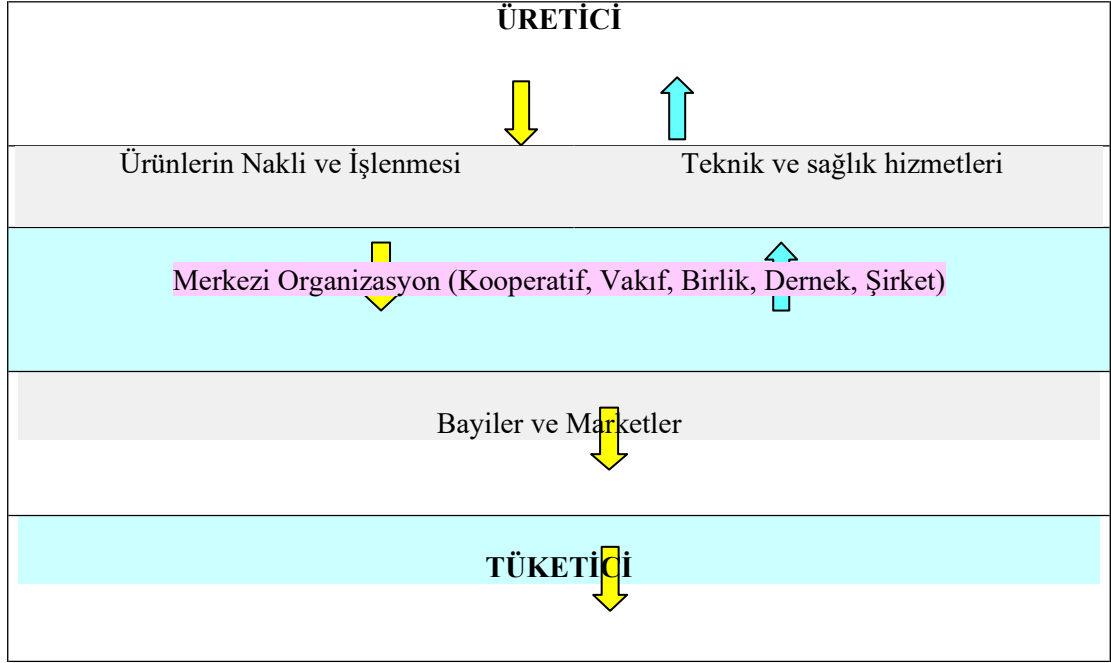 ÜRETİCİ
Ürünlerin Nakli ve İşlenmesi
Teknik ve sağlık hizmetleri
Merkezi Organizasyon (Kooperatif, Vakıf, Birlik, Dernek, Şirket)
Bayiler ve Marketler
TÜKETİCİ